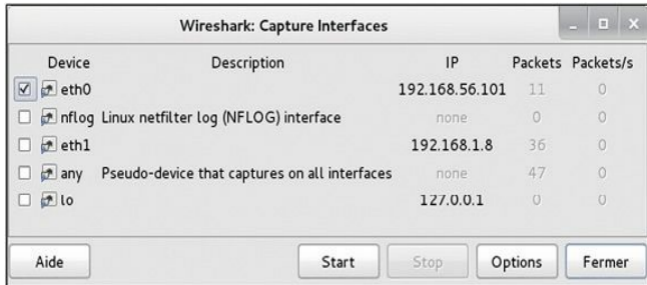 Wireshark: Capture Interfaces
Device Description IP Packets Packets/s
eth0 192.168.56.101 11 0
nflog Linux netfilter log (NFLOG) interface none 0 0
eth1 192.168.1.8 36 0
any Pseudo-device that captures on all interfaces none 47 0
lo 127.0.0.1 0 0
Aide Start Stop Options Fermer